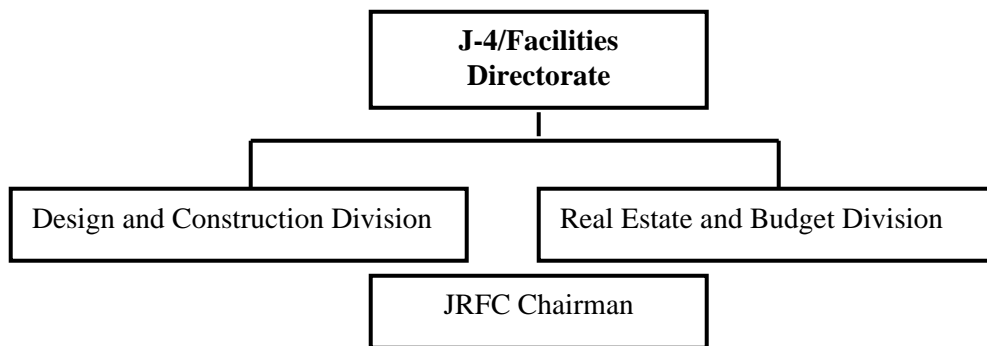 J-4/Facilities
Directorate
Design and Construction Division
Real Estate and Budget Division
JRFC Chairman